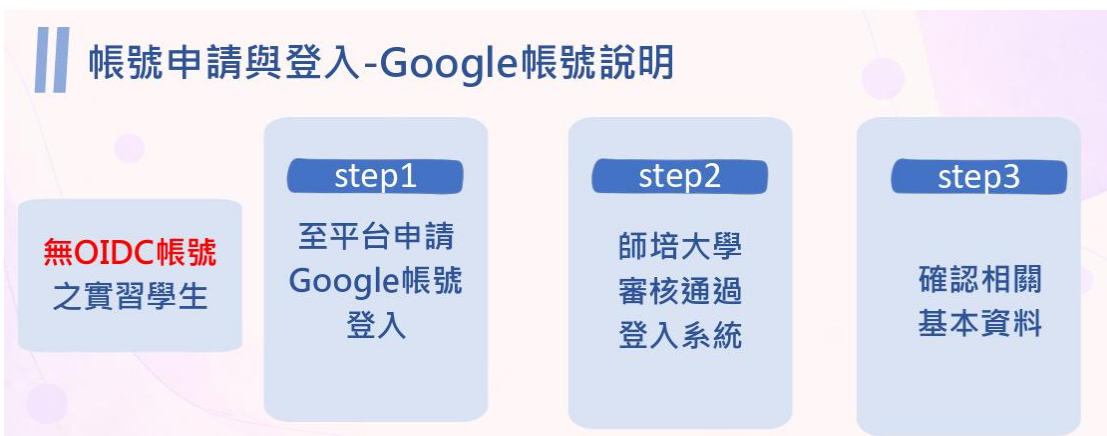 帳號申請與登入-Google帳號說明
無OIDC帳號
之實習學生
step1
至平台申請
Google帳號
登入
step2
師培大學
審核通過
登入系統
step3
確認相關
基本資料